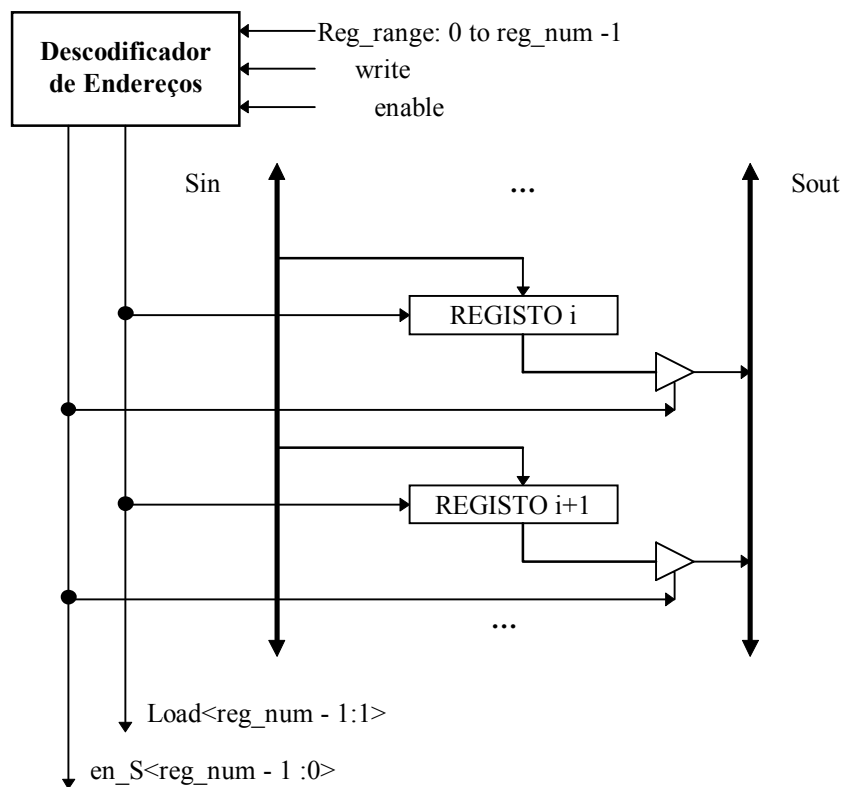 Descodificador
de Endereços
Reg_range: 0 to reg_num -1
write
enable
Sin
...
Sout
REGISTO i
REGISTO i+1
...
Load<reg_num - 1:1>
en_S<reg_num - 1 :0>